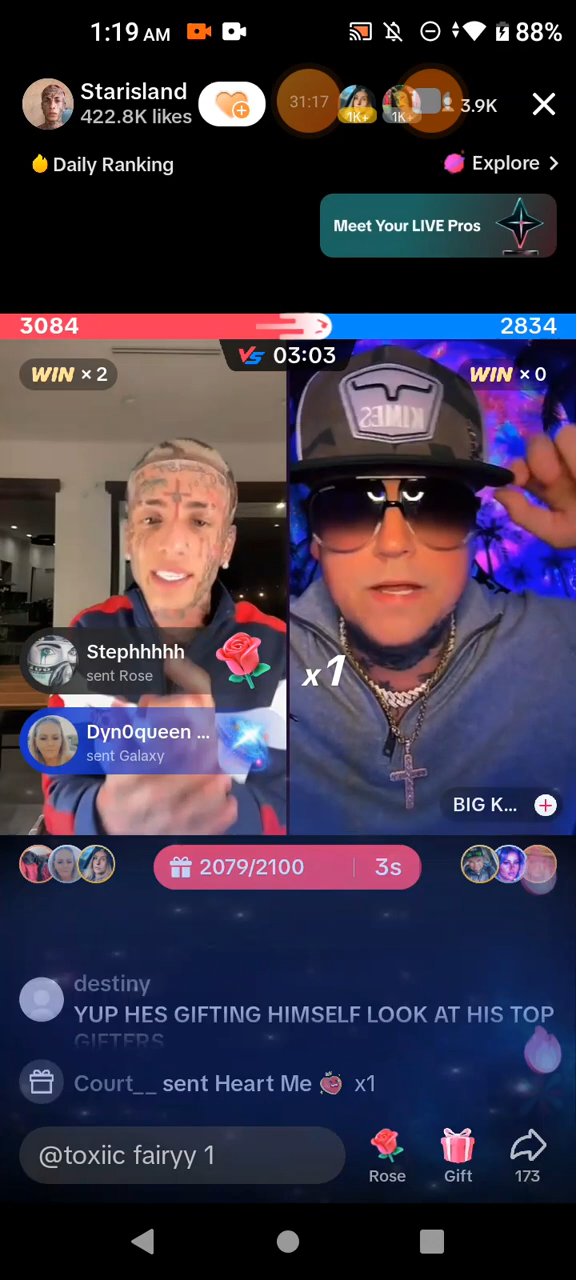 1:19 AM
88%
Starisland
422.8K likes
31:17
1K+
1K+
3.9K
Daily Ranking
Explore
Meet Your LIVE Pros
3084
2834
VS 03:03
WIN × 2
WIN × 0
KIMES
Stephhhhh
sent Rose
x1
Dyn0queen ...
sent Galaxy
BIG K...
2079/2100
3s
destiny
YUP HES GIFTING HIMSELF LOOK AT HIS TOP
GIFTERS
Court__ sent Heart Me x1
@toxiic fairyy 1
Rose
Gift
173